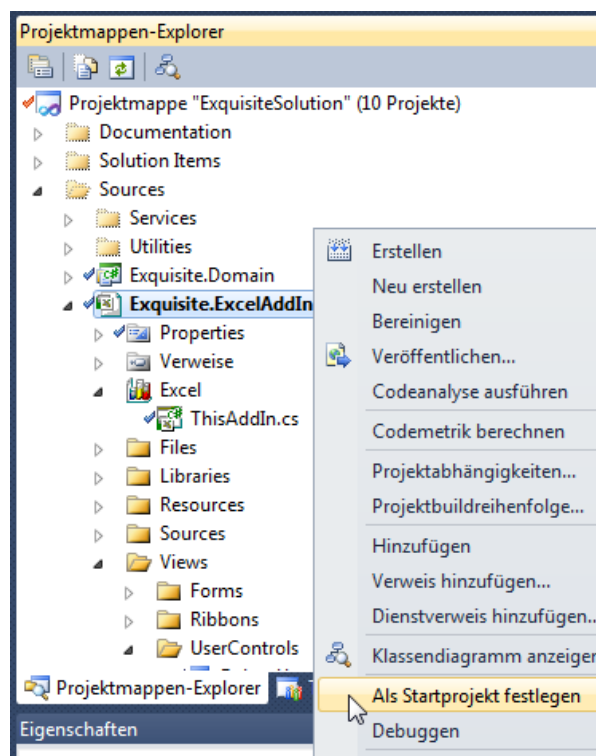 Projektmappen-Explorer
Projektmappe "ExquisiteSolution" (10 Projekte)
Documentation
Solution Items
Sources
Services
Utilities
Exquisite.Domain
Exquisite.ExcelAddIn
Properties
Verweise
Excel
ThisAddIn.cs
Files
Libraries
Resources
Sources
Views
Forms
Ribbons
UserControls
Projektmappen-Explorer
Eigenschaften
Erstellen
Neu erstellen
Bereinigen
Veröffentlichen...
Codeanalyse ausführen
Codemetrik berechnen
Projektabhängigkeiten...
Projektbuildreihenfolge...
Hinzufügen
Verweis hinzufügen...
Dienstverweis hinzufügen..
Klassendiagramm anzeigen
Als Startprojekt festlegen
Debuggen